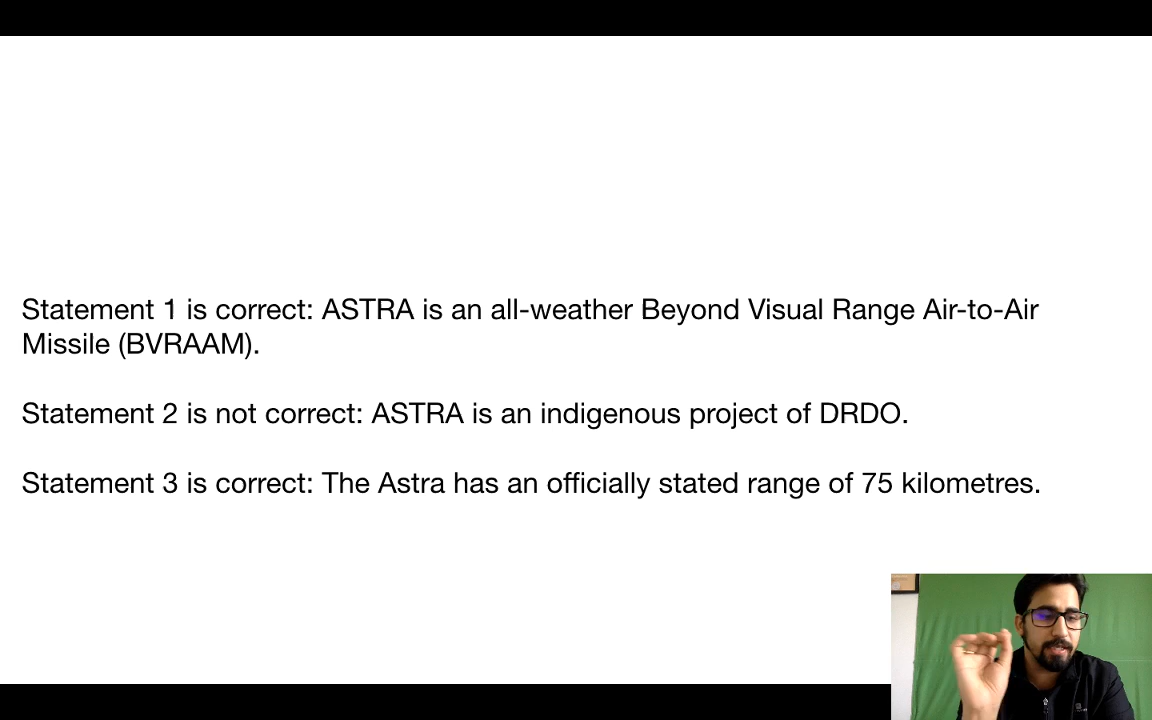 Statement 1 is correct: ASTRA is an all-weather Beyond Visual Range Air-to-Air
Missile (BVRAAM).
Statement 2 is not correct: ASTRA is an indigenous project of DRDO.
Statement 3 is correct: The Astra has an officially stated range of 75 kilometres.